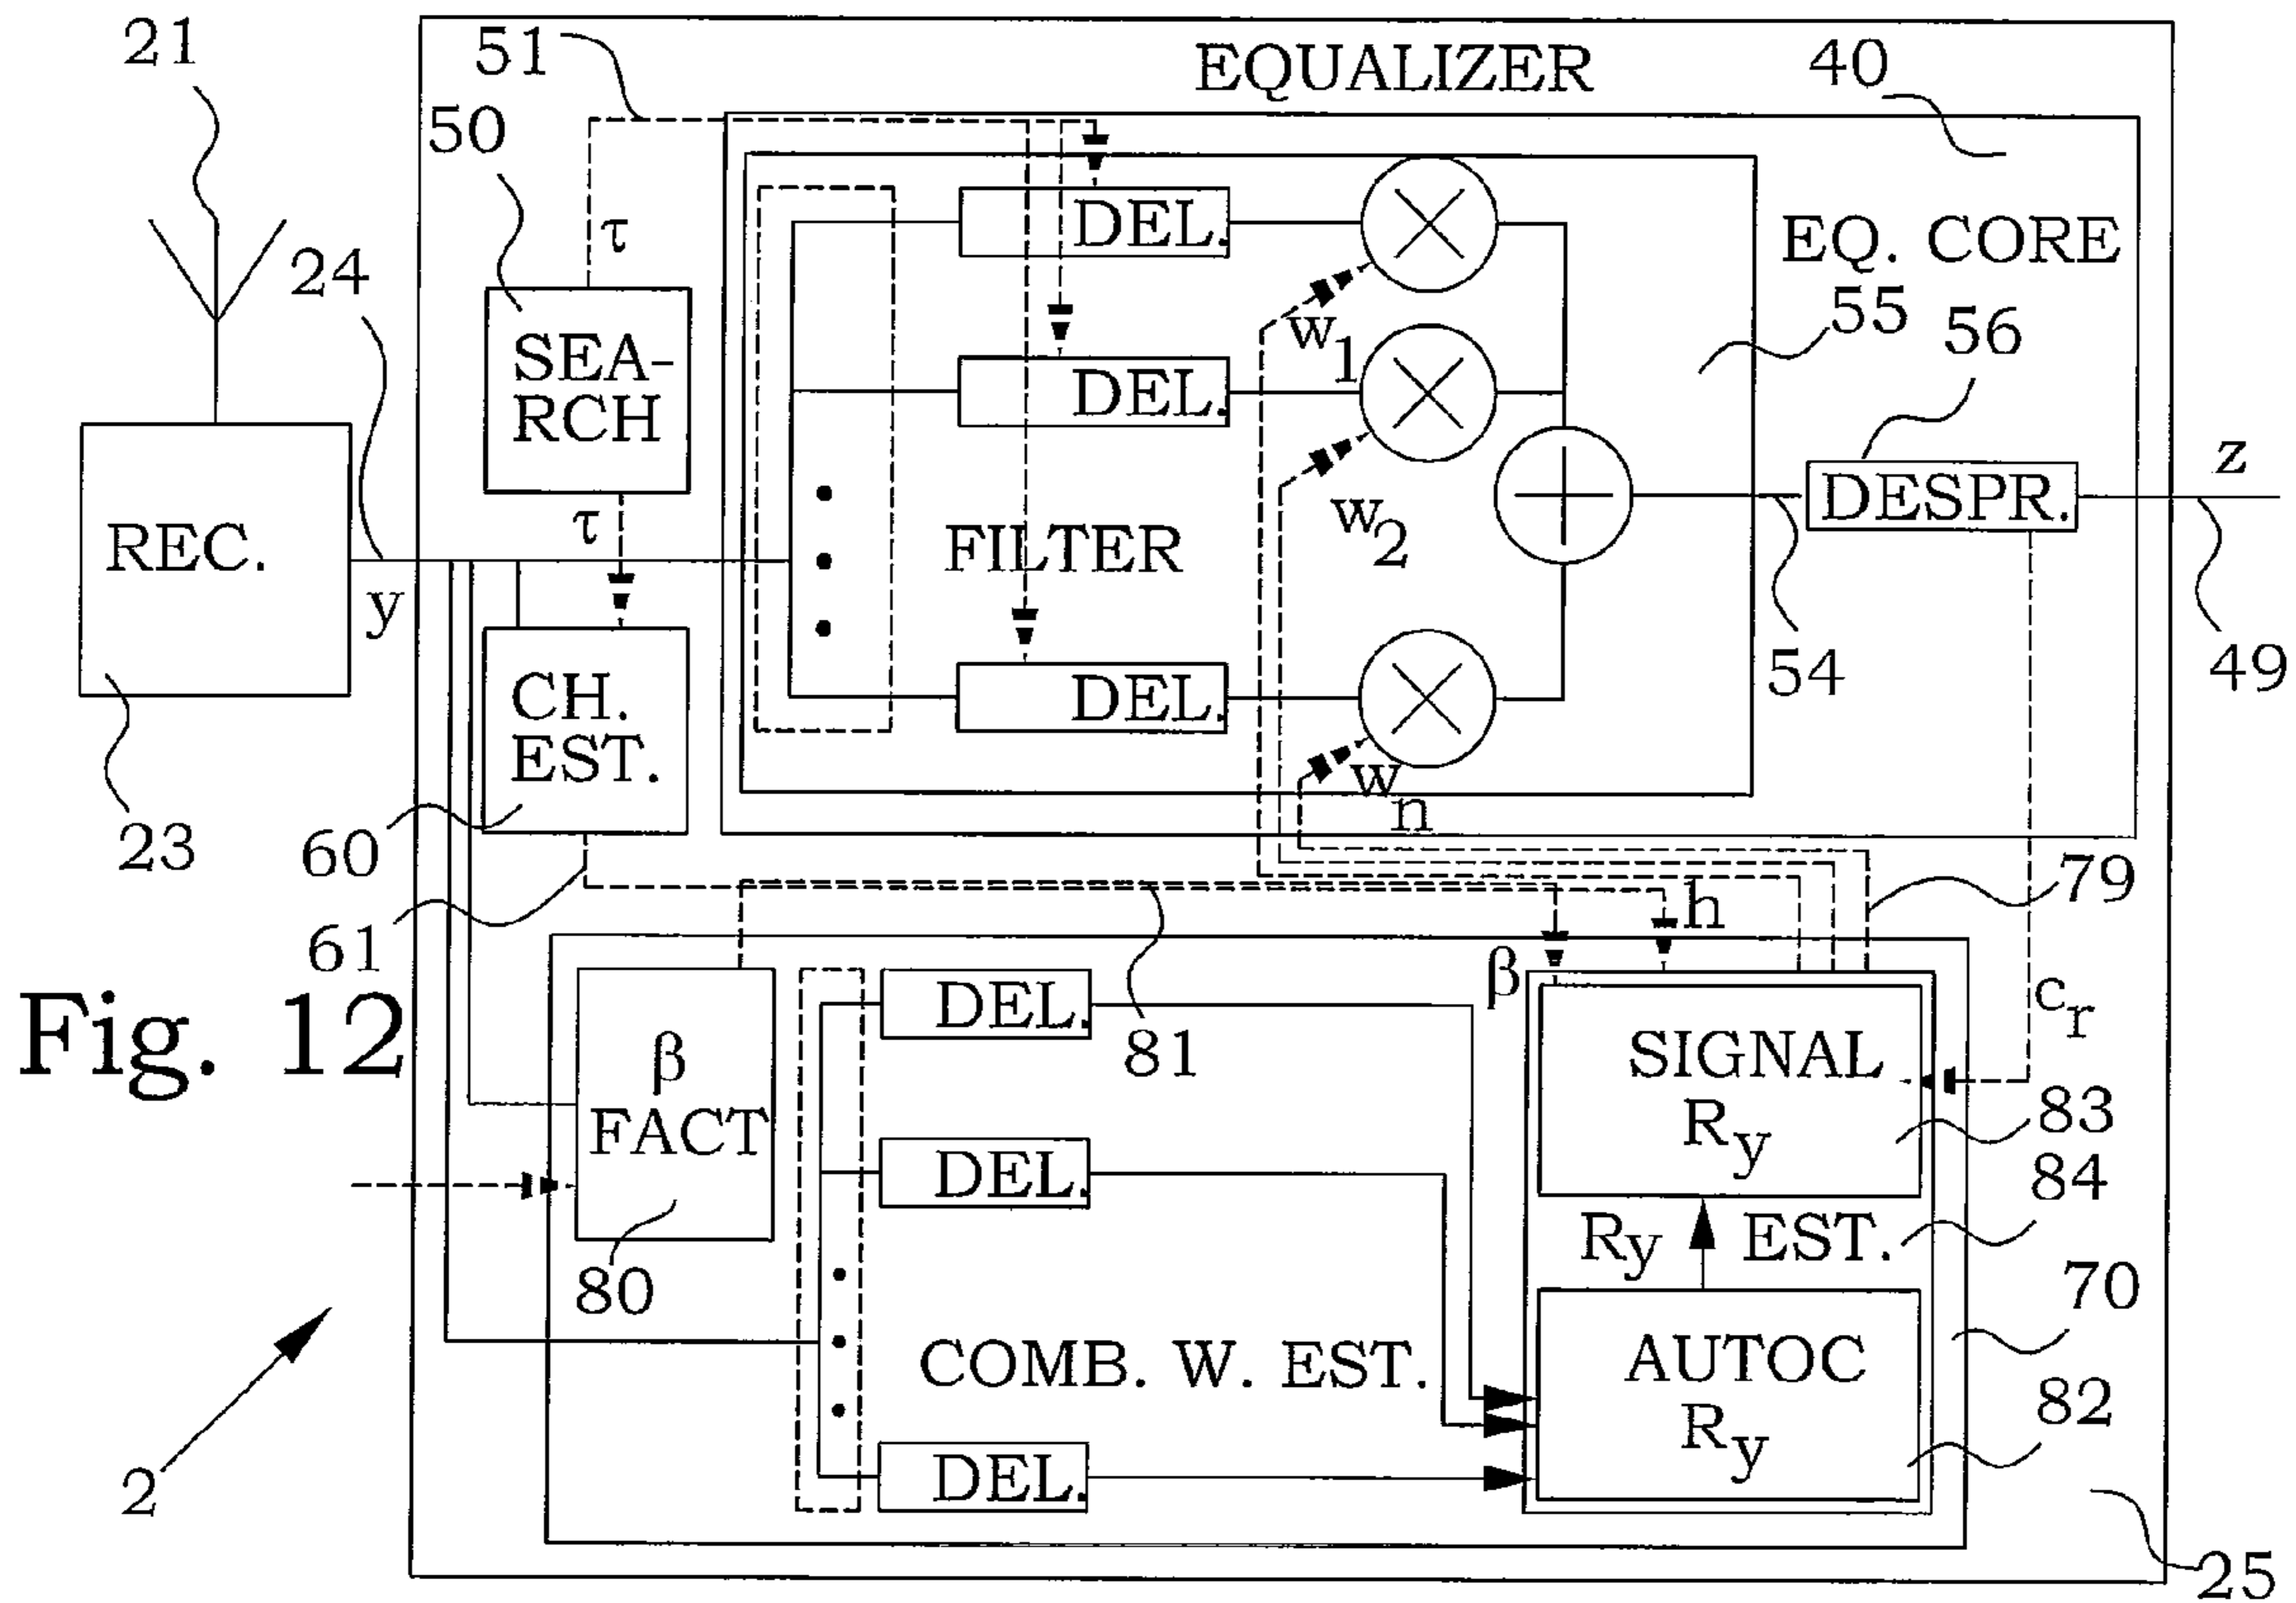 21
51
EQUALIZER
40
50
24
τ
DEL.
EQ. CORE
w1
55
56
SEA-
RCH
DEL.
z
REC.
τ
FILTER
w2
DESPR.
y
CH.
EST.
DEL.
54
49
wn
23
60
79
61
h
β
cr
Fig. 12
DEL.
81
β
FACT
SIGNAL
Ry
83
DEL.
84
Ry
EST.
80
70
COMB. W. EST.
AUTOC
Ry
82
2
DEL.
25